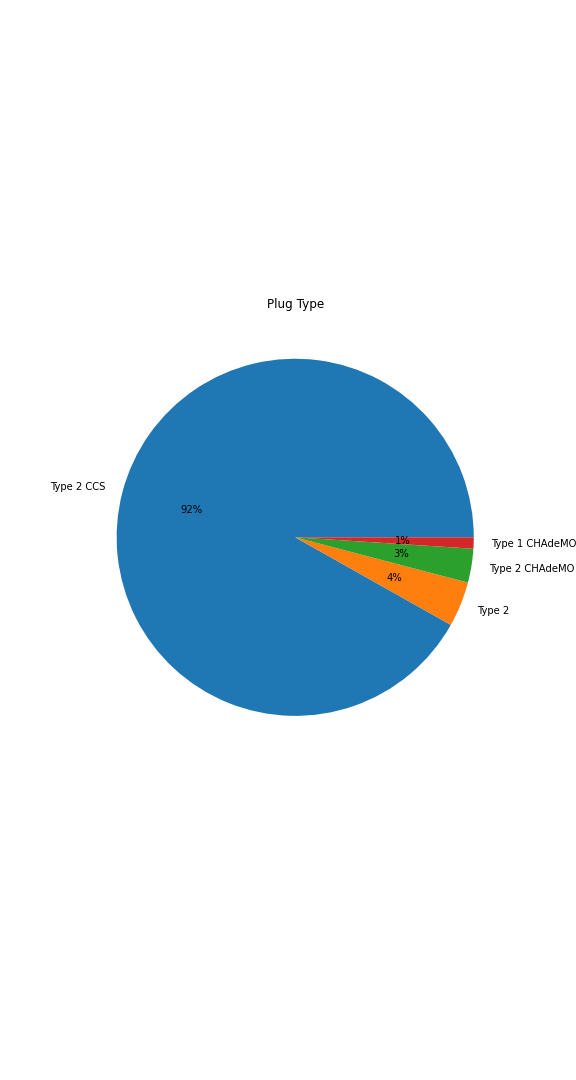 Plug Type
Type 2 CCS
92%
1%
Type 1 CHAdeMO
3%
Type 2 CHAdeMO
4%
Type 2